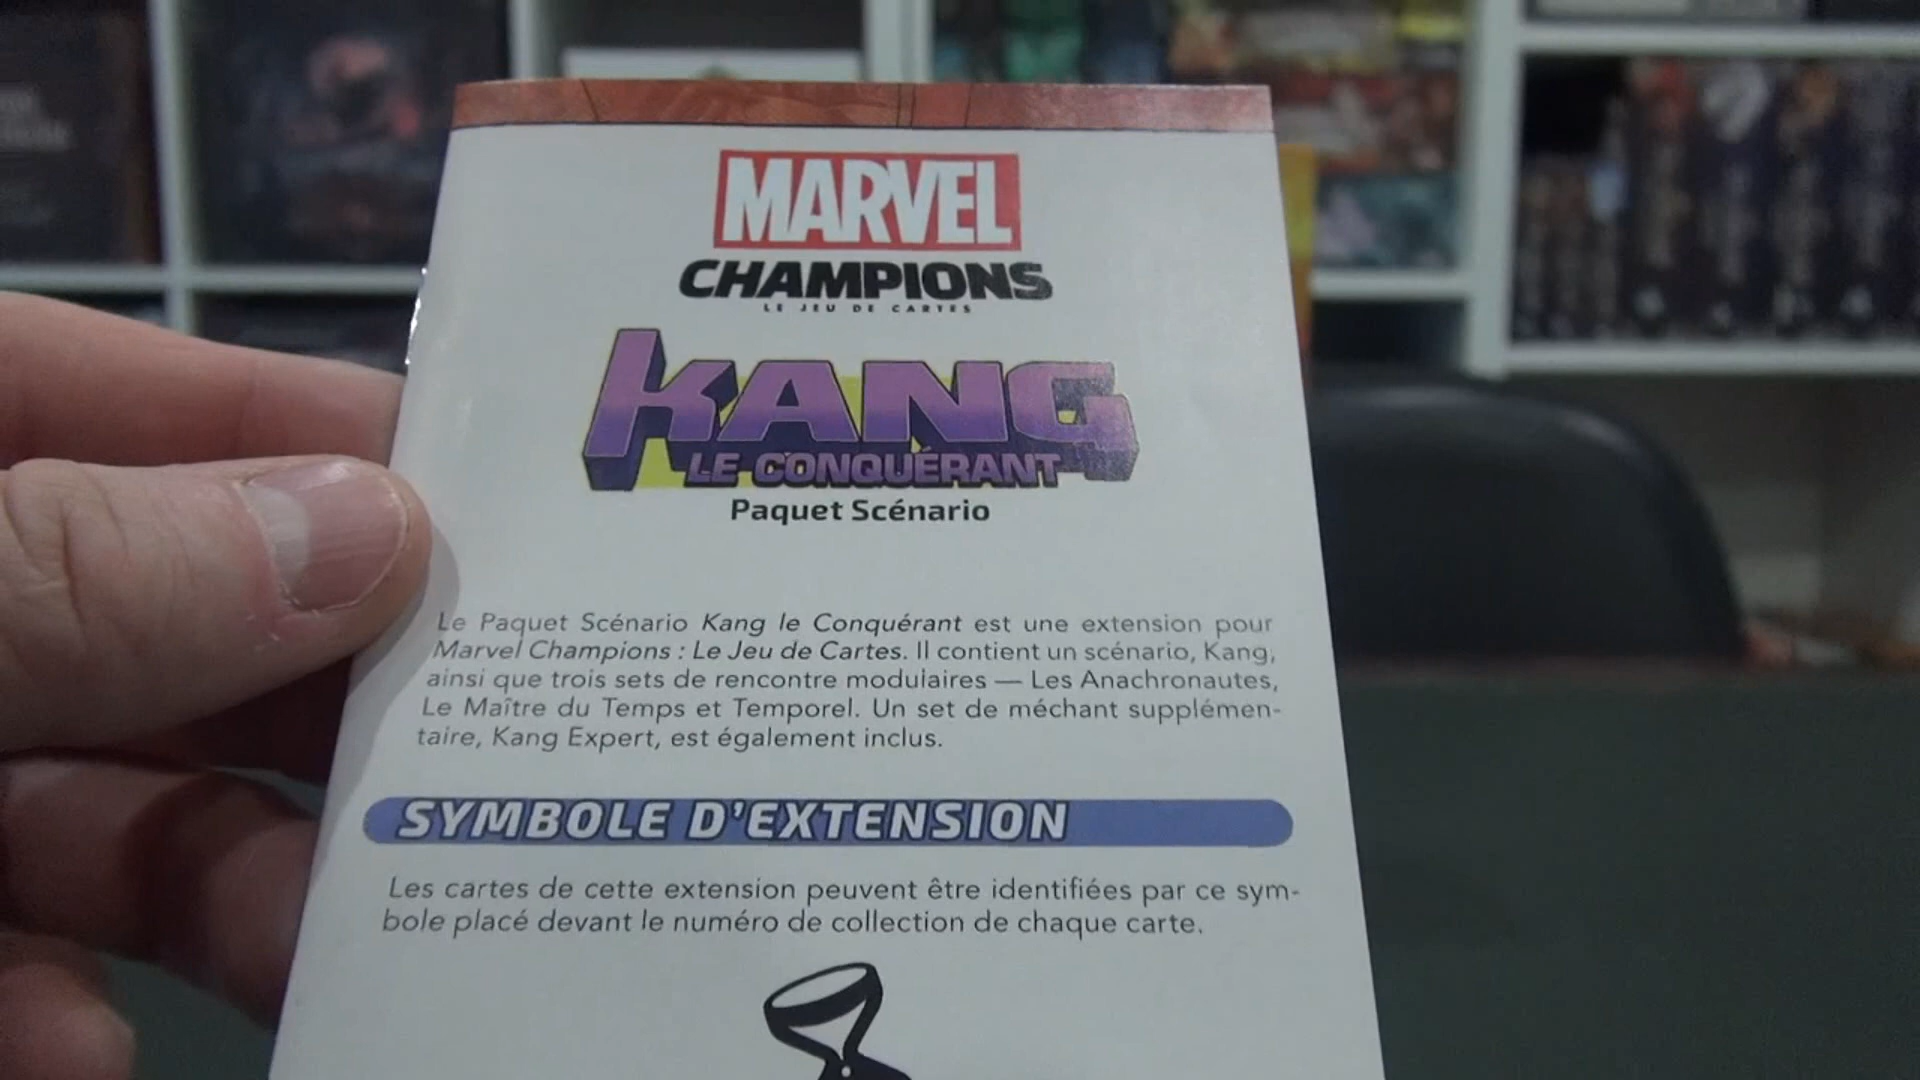 MARVEL
CHAMPIONS
LE JEU DE CARTES
KANG
LE CONQUÉRANT
Paquet Scénario
Le Paquet Scénario Kang le Conquérant est une extension pour
Marvel Champions : Le Jeu de Cartes. Il contient un scénario, Kang,
ainsi que trois sets de rencontre modulaires — Les Anachronautes,
Le Maître du Temps et Temporel. Un set de méchant supplémen-
taire, Kang Expert, est également inclus.
SYMBOLE D'EXTENSION
Les cartes de cette extension peuvent être identifiées par ce sym-
bole placé devant le numéro de collection de chaque carte.